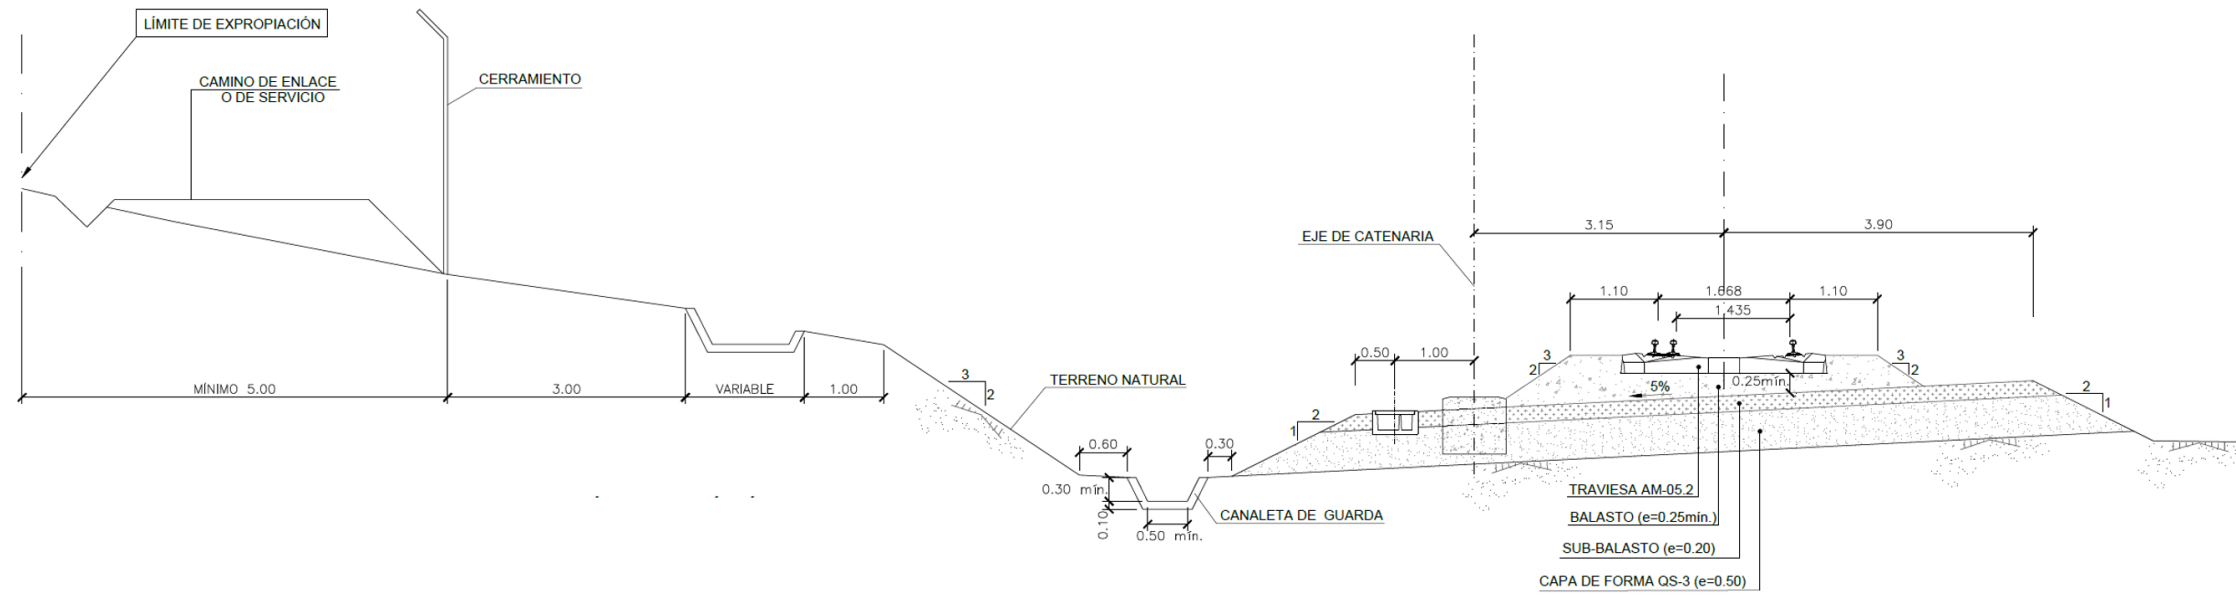 LÍMITE DE EXPROPIACIÓN
CAMINO DE ENLACE
O DE SERVICIO
CERRAMIENTO
MÍNIMO 5.00
3.00
VARIABLE
1.00
3
2
TERRENO NATURAL
0.60
0.30
0.30 mín.
0.10
0.50 mín.
CANALETA DE GUARDA
EJE DE CATENARIA
3.15
3.90
1.10
1.668
1.10
1.435
0.50
1.00
3
2
3
2
0.25mín.
5%
2
1
2
1
TRAVIESA AM-05.2
BALASTO (e=0.25mín.)
SUB-BALASTO (e=0.20)
CAPA DE FORMA QS-3 (e=0.50)